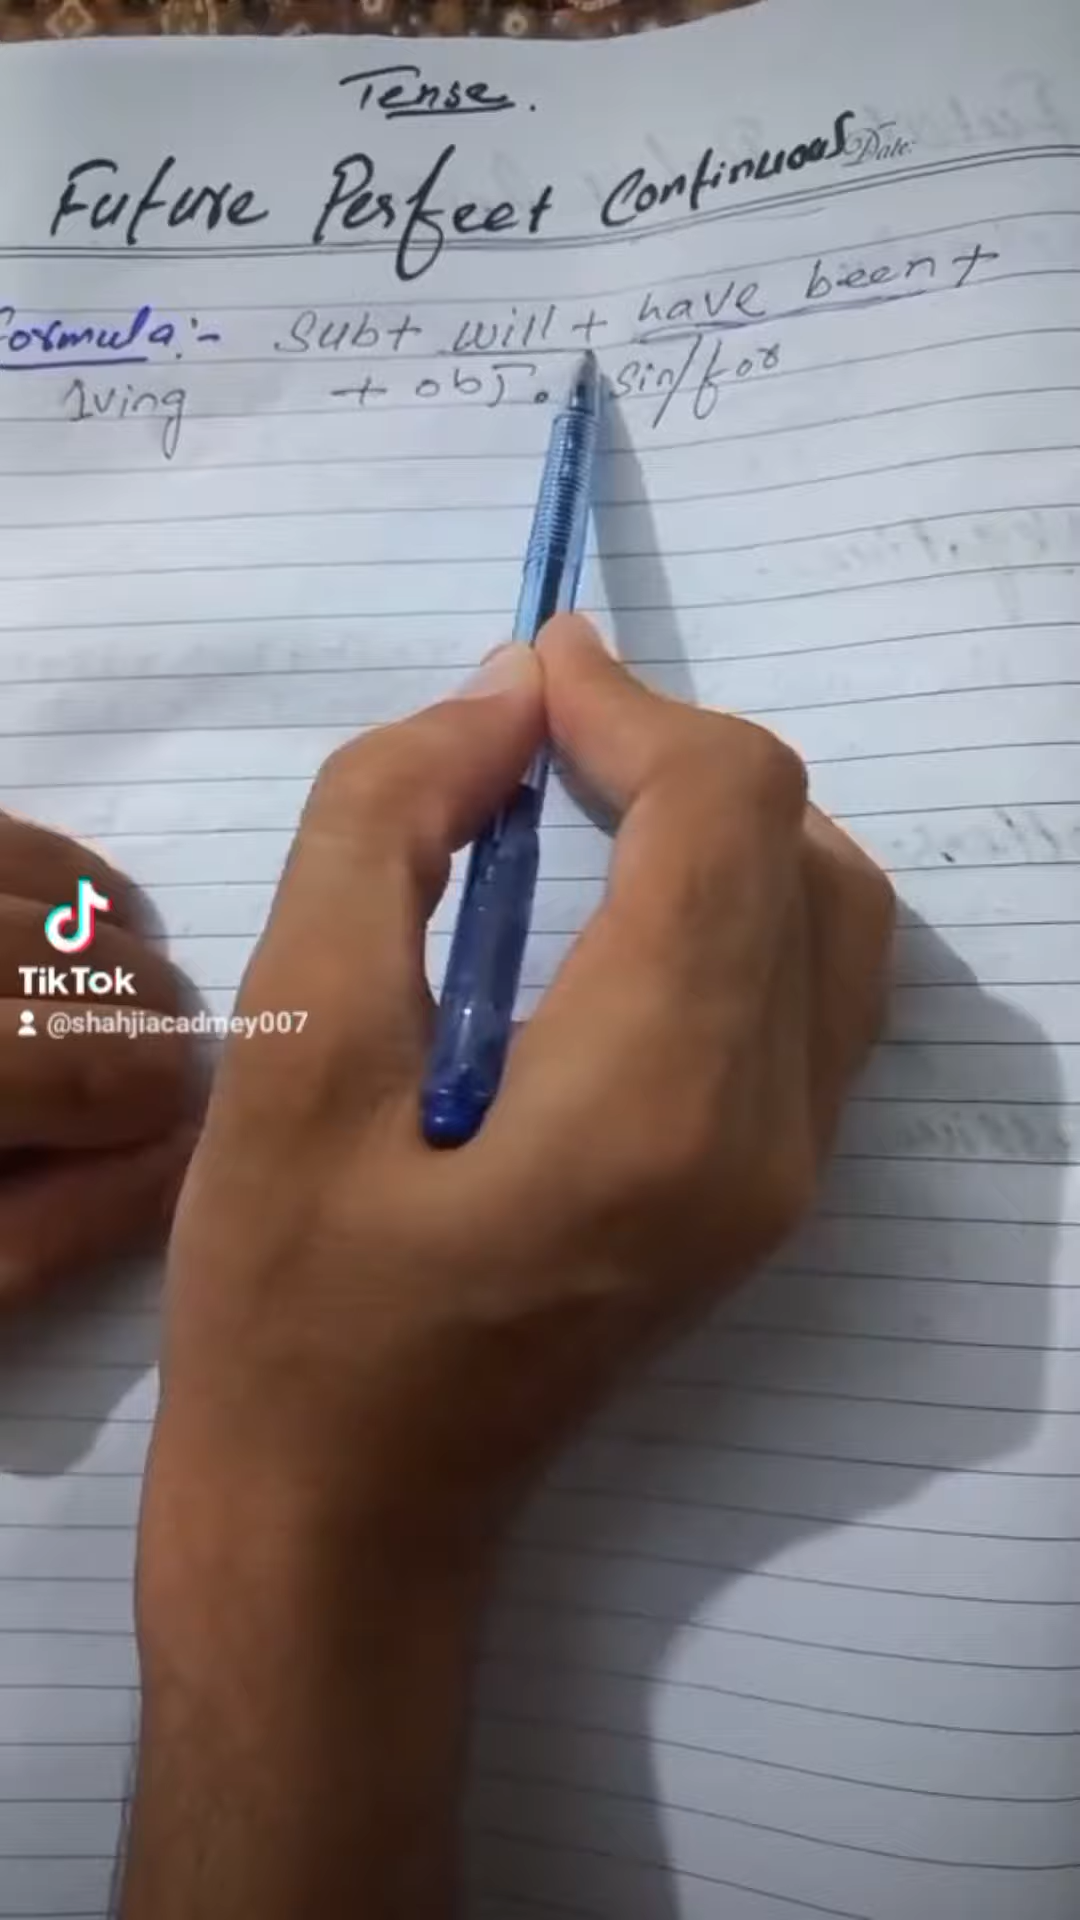 Tense.
Future Perfect Continuous
Date:
Formula:- Sub+ will + have been +
1ving + obj. sin/for
TikTok
@shahjiacadmey007